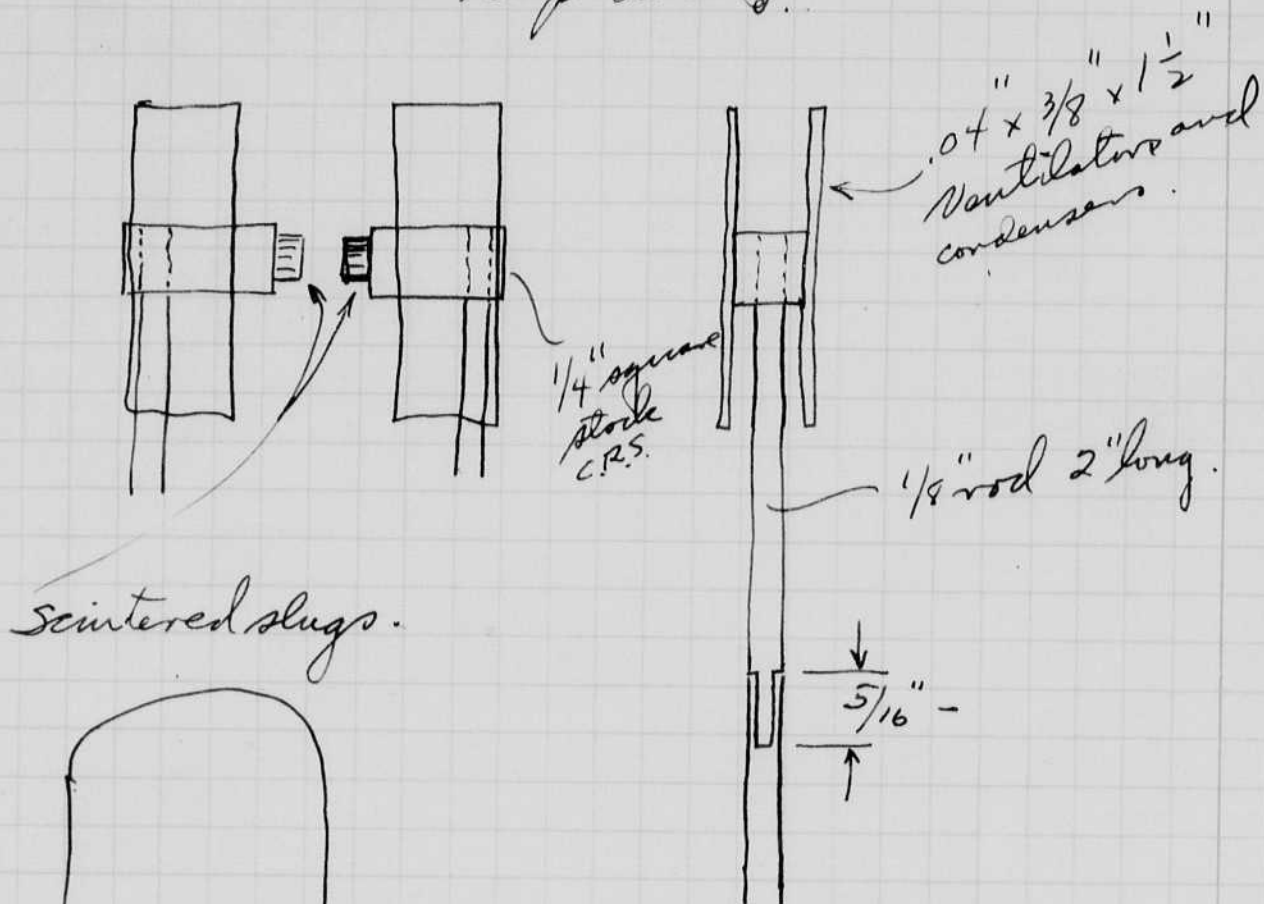 .04" x 3/8" x 1 1/2"
Ventilators and
condensers.
1/4" square
stock
C.R.S.
1/8" rod 2" long.
Scintered slugs.
5/16" -